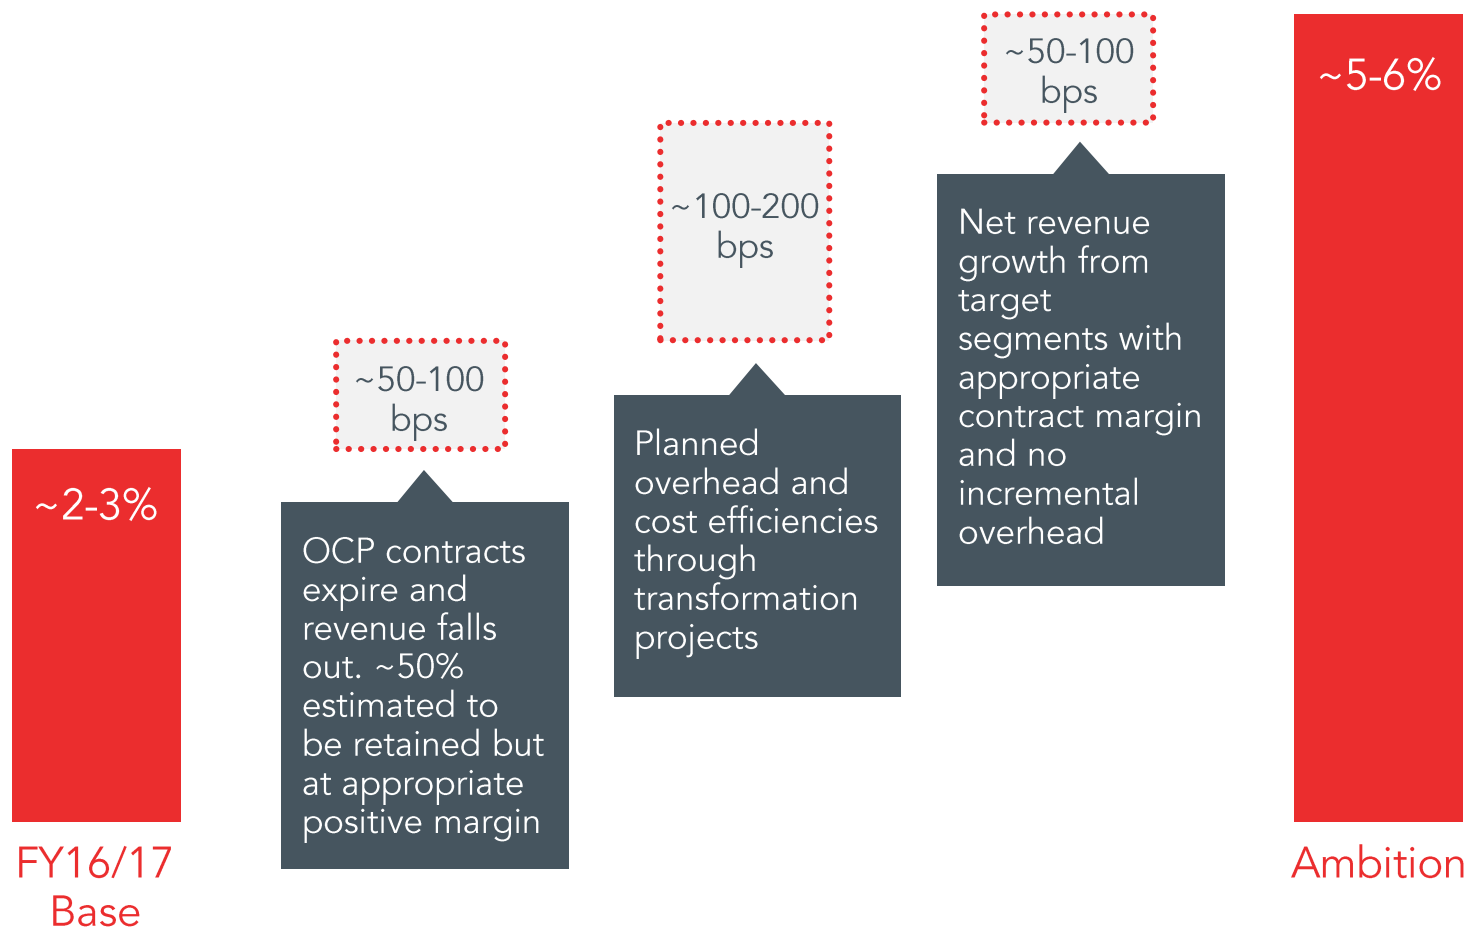 ~2-3%
FY16/17
Base
~50-100
bps
OCP contracts
expire and
revenue falls
out. ~50%
estimated to
be retained but
at appropriate
positive margin
~100-200
bps
Planned
overhead and
cost efficiencies
through
transformation
projects
~50-100
bps
Net revenue
growth from
target
segments with
appropriate
contract margin
and no
incremental
overhead
~5-6%
Ambition